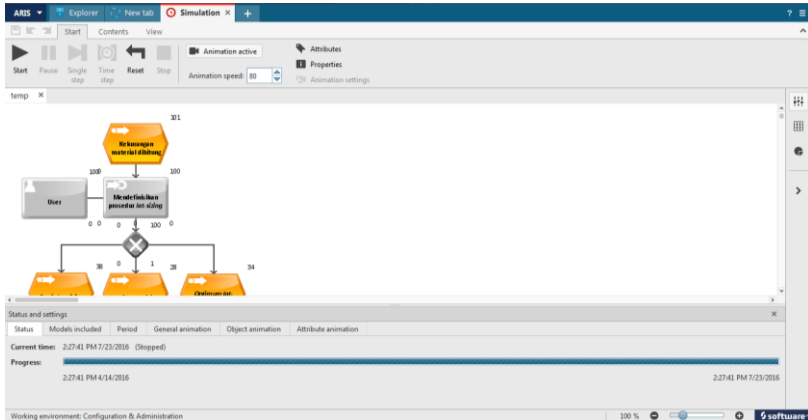 ARIS Explorer New tab Simulation × +
? ≡
Start Contents View
Start Pause Single step Time step Reset Stop
Animation active
Animation speed: 80
Attributes
Properties
Animation settings
temp ×
101
Kekurangan
material dihitung
100
100
User
Mendefinisikan
prosedur lot-sizing
0 0 0 0 100 0
38 0 1 28 34
Status and settings ×
Status Models included Period General animation Object animation Attribute animation
Current time: 2:27:41 PM 7/23/2016 (Stopped)
Progress:
2:27:41 PM 4/14/2016 2:27:41 PM 7/23/2016
Working environment: Configuration & Administration 100 % software